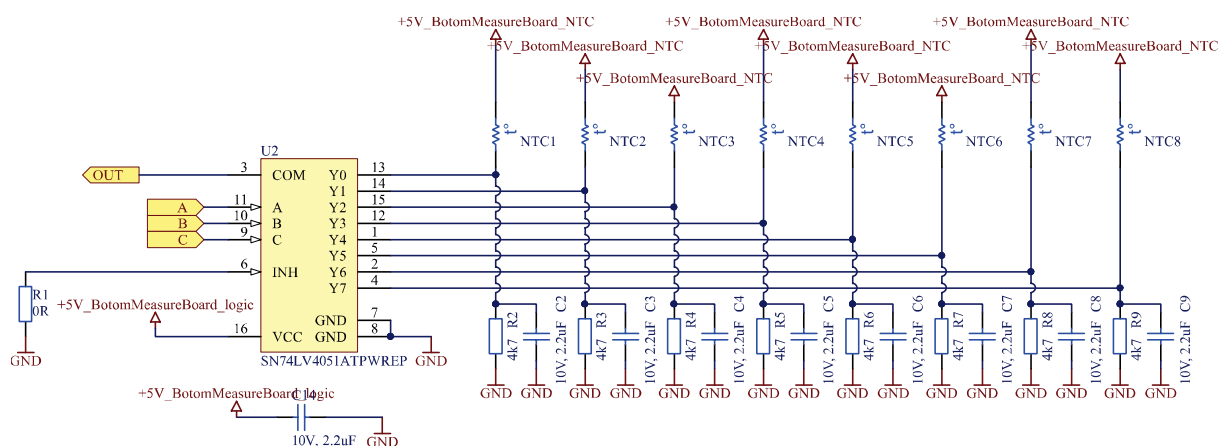 +5V_BotomMeasureBoard_NTC
+5V_BotomMeasureBoard_NTC
+5V_BotomMeasureBoard_NTC
+5V_BotomMeasureBoard_NTC
+5V_BotomMeasureBoard_NTC
+5V_BotomMeasureBoard_NTC
+5V_BotomMeasureBoard_NTC
+5V_BotomMeasureBoard_NTC
t° NTC1
t° NTC2
t° NTC3
t° NTC4
t° NTC5
t° NTC6
t° NTC7
t° NTC8
U2
OUT 3 COM Y0 13
Y1 14
A 11 A Y2 15
B 10 B Y3 12
C 9 C Y4 1
Y5 5
6 INH Y6 2
Y7 4
R1
0R
GND
+5V_BotomMeasureBoard_logic
GND 7
16 VCC GND 8
GND
SN74LV4051ATPWREP
R2
4k7
C2
10V, 2.2uF
GND
GND
R3
4k7
C3
10V, 2.2uF
GND
GND
R4
4k7
C4
10V, 2.2uF
GND
GND
R5
4k7
C5
10V, 2.2uF
GND
GND
R6
4k7
C6
10V, 2.2uF
GND
GND
R7
4k7
C7
10V, 2.2uF
GND
GND
R8
4k7
C8
10V, 2.2uF
GND
GND
R9
4k7
C9
10V, 2.2uF
GND
GND
+5V_BotomMeasureBoard_logic
C14
10V, 2.2uF
GND